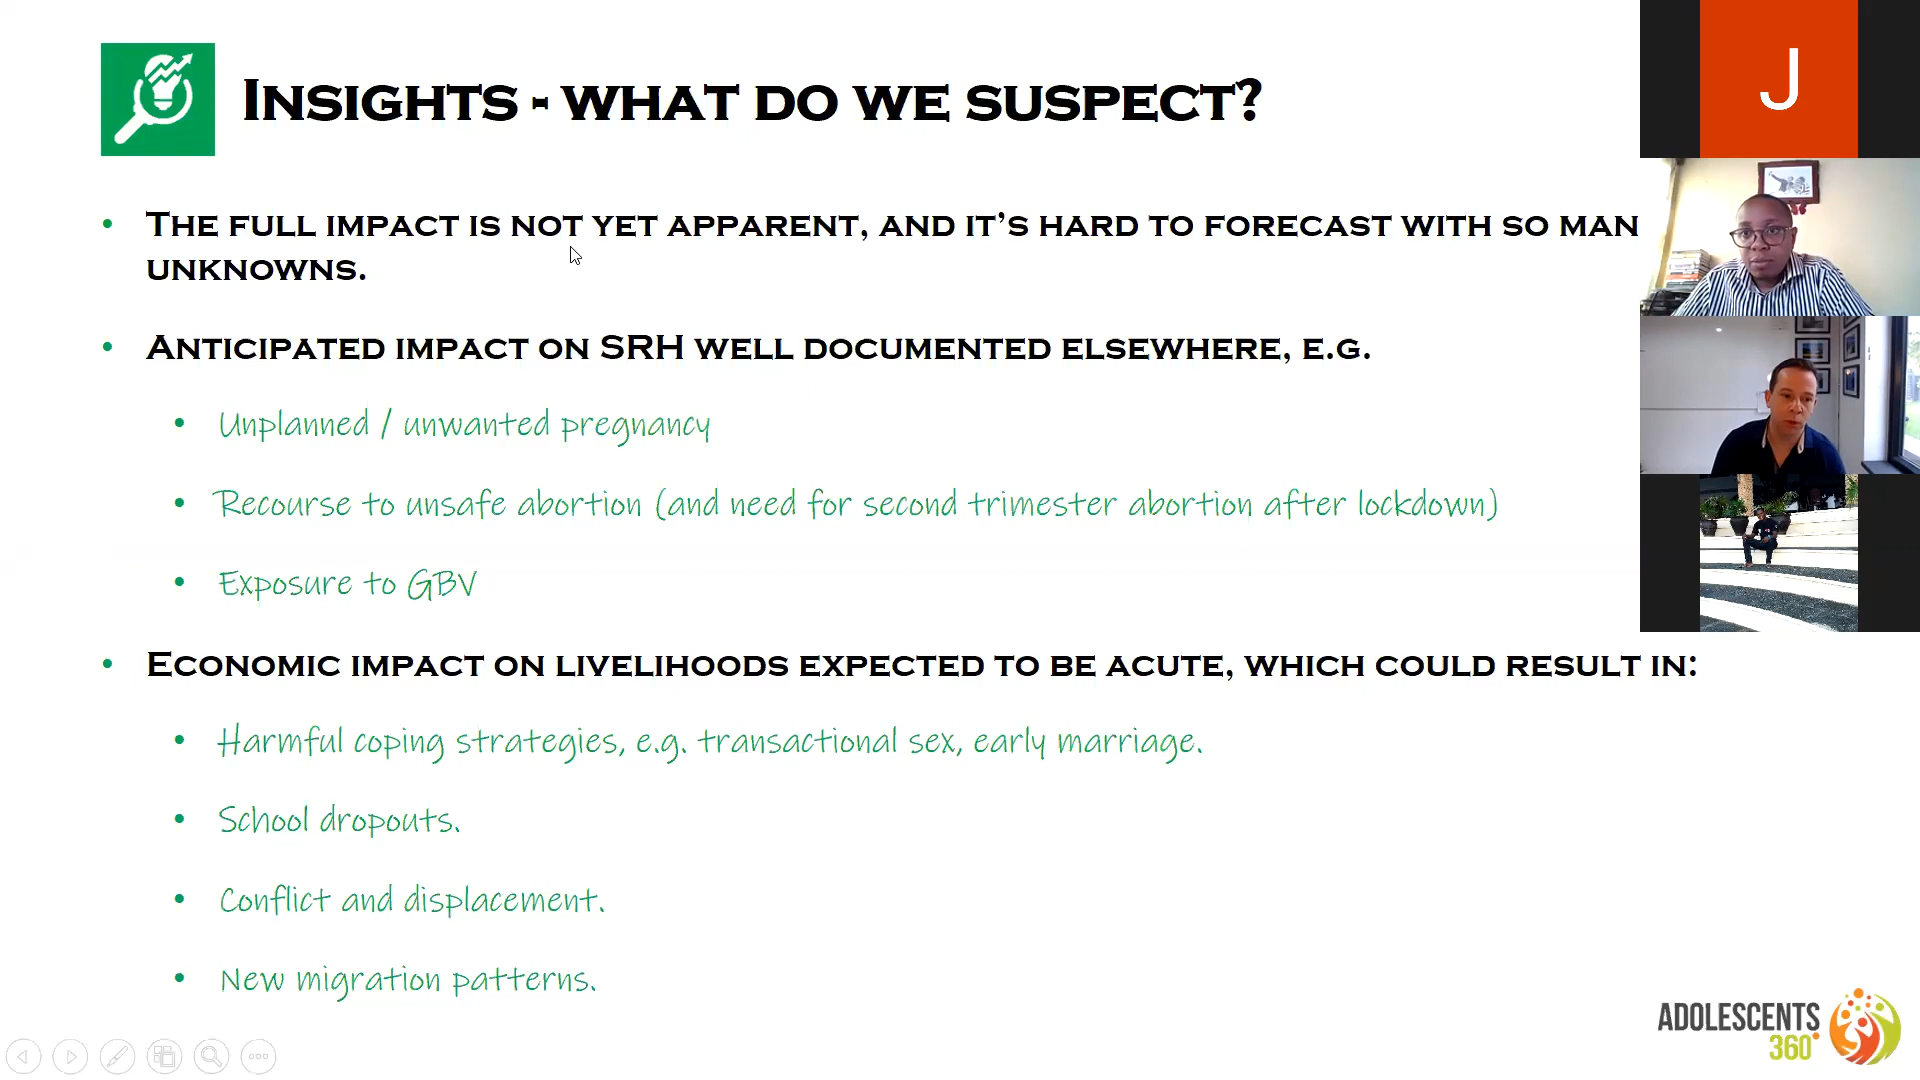 Insights - what do we suspect?
J
• The full impact is not yet apparent, and it's hard to forecast with so man
unknowns.
• Anticipated impact on SRH well documented elsewhere, e.g.
• Unplanned / unwanted pregnancy
• Recourse to unsafe abortion (and need for second trimester abortion after lockdown)
• Exposure to GBV
• Economic impact on livelihoods expected to be acute, which could result in:
• Harmful coping strategies, e.g. transactional sex, early marriage.
• School dropouts.
• Conflict and displacement.
• New migration patterns.
ADOLESCENTS
360°